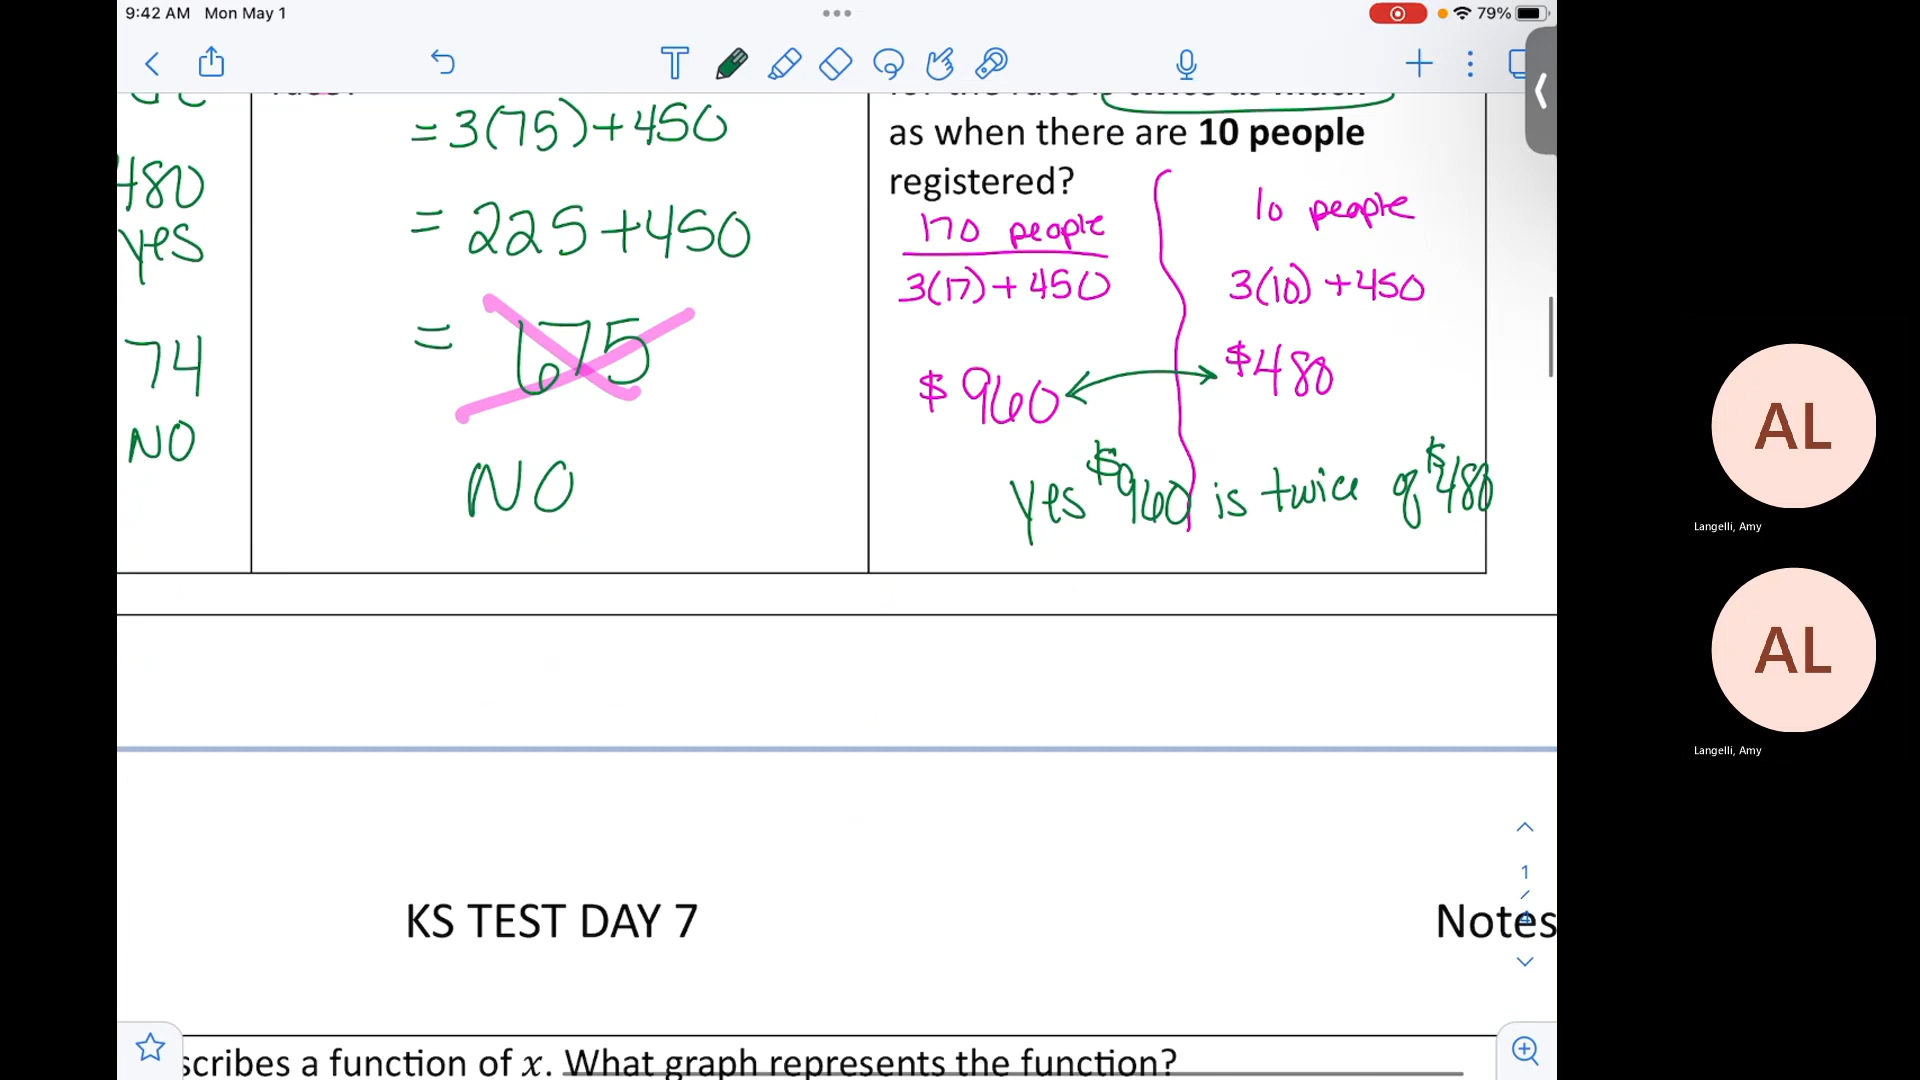 9:42 AM Mon May 1
79%
= 3(75)+450
as when there are 10 people
480
registered?
= 225+450
yes
170 people
10 people
3(17)+450
3(10)+450
= 675
74
$480
$960
NO
NO
yes $960 is twice of $480
AL
Langelli, Amy
AL
Langelli, Amy
1
/
4
KS TEST DAY 7
Notes
scribes a function of x. What graph represents the function?